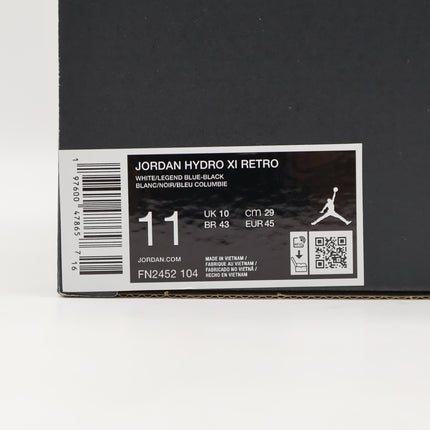 JORDAN HYDRO XI RETRO
WHITE/LEGEND BLUE-BLACK
BLANC/NOIR/BLEU COLUMBIE
11
UK 10 cm 29
BR 43 EUR 45
JORDAN.COM
FN2452 104
MADE IN VIETNAM /
FABRIQUÉ AU VIETNAM /
FABRICADO NO VIETNÃ /
HECHO EN VIETNAM
1 97600 47865 7 16